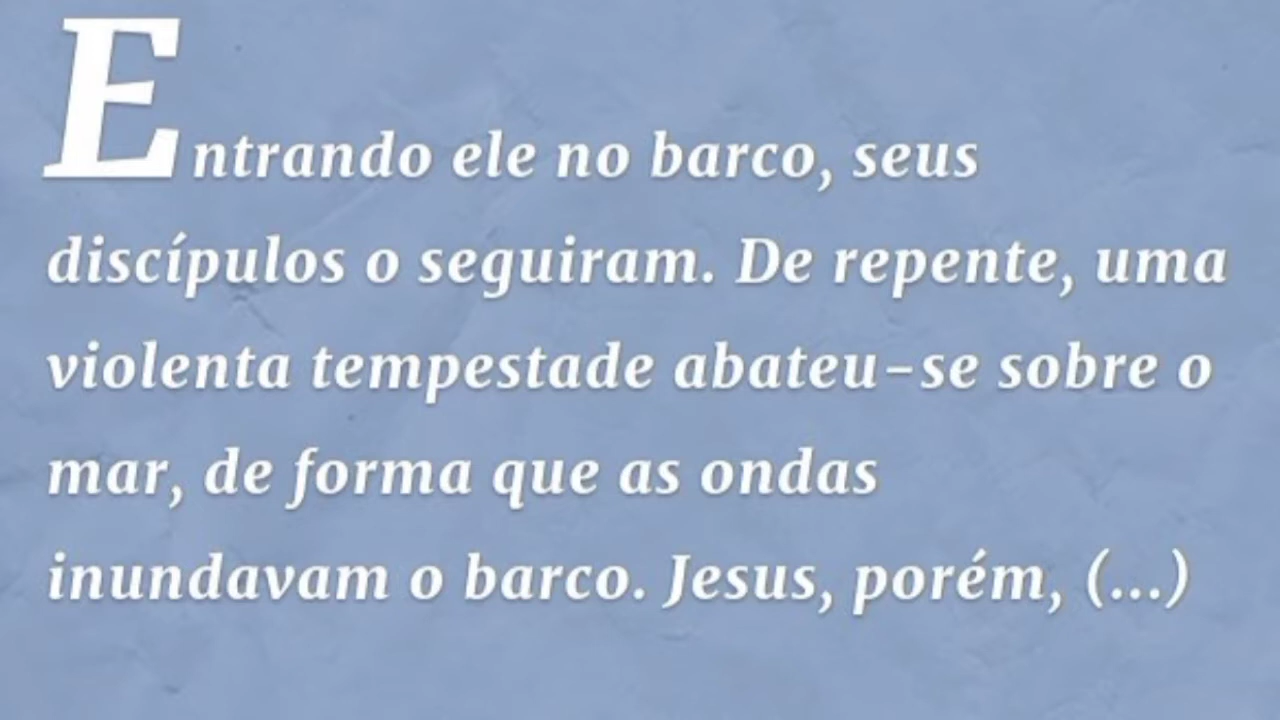 Entrando ele no barco, seus
discípulos o seguiram. De repente, uma
violenta tempestade abateu-se sobre o
mar, de forma que as ondas
inundavam o barco. Jesus, porém, (...)